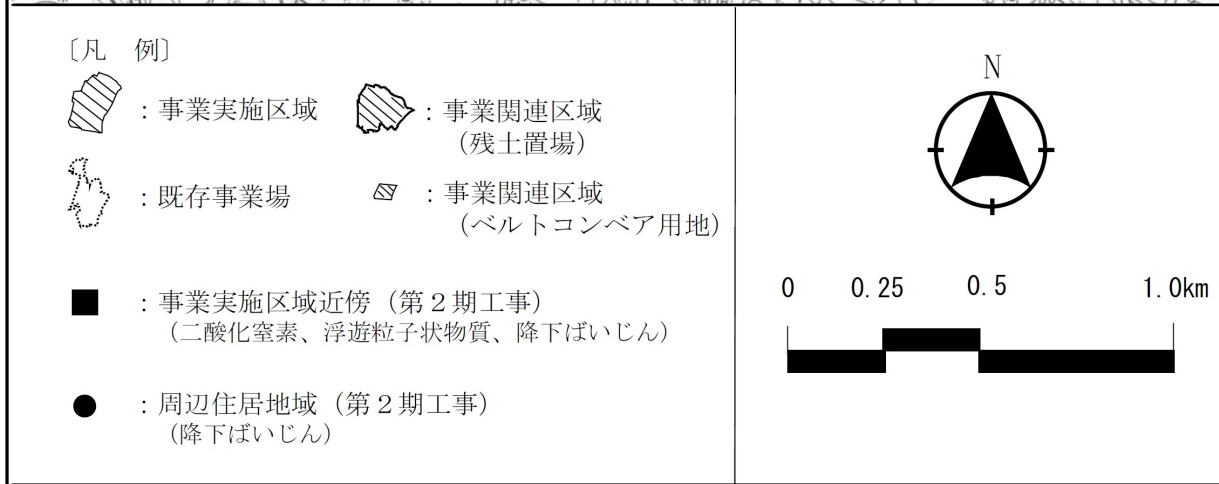 〔凡　例〕
：事業実施区域
：事業関連区域
（残土置場）
：既存事業場
：事業関連区域
（ベルトコンベア用地）
：事業実施区域近傍（第２期工事）
（二酸化窒素、浮遊粒子状物質、降下ばいじん）
：周辺住居地域（第２期工事）
（降下ばいじん）
N
0 0.25 0.5 1.0km